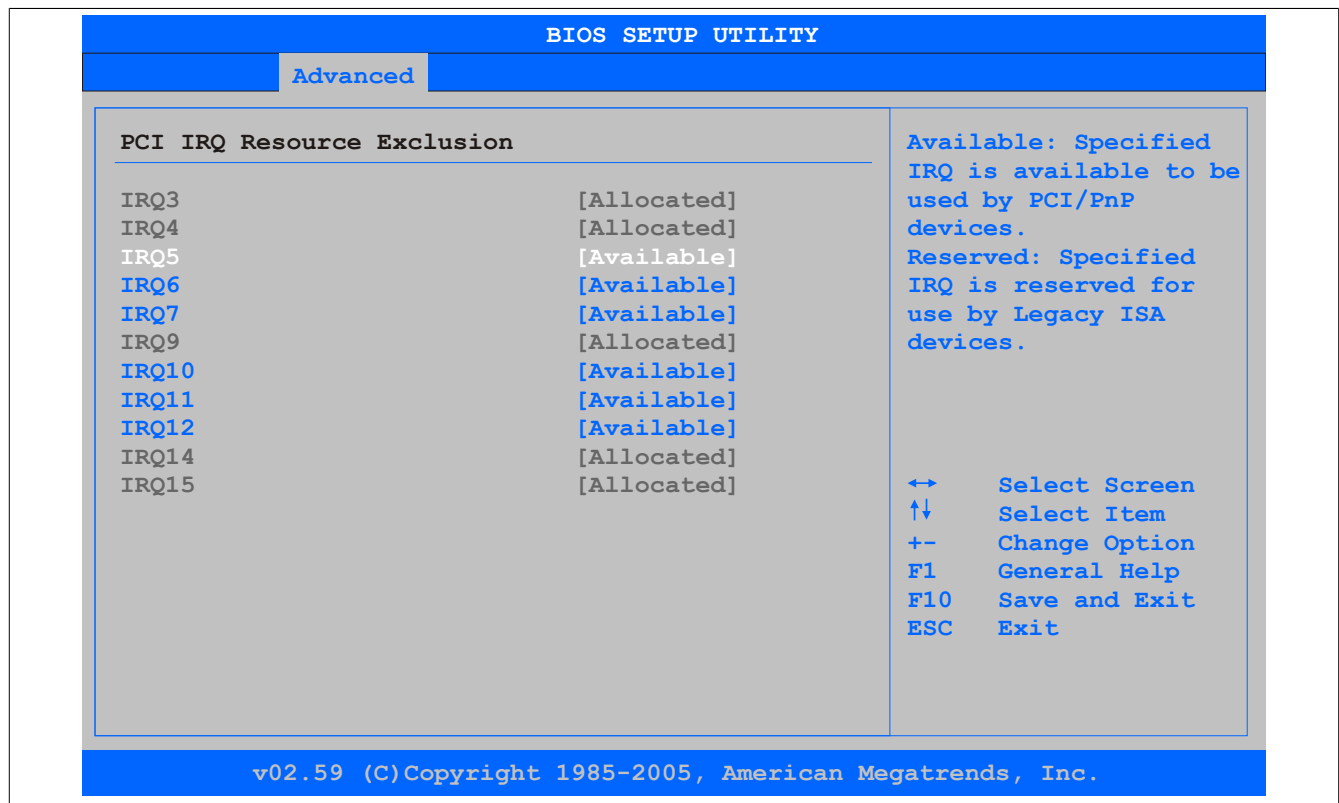 BIOS SETUP UTILITY
Advanced
PCI IRQ Resource Exclusion
IRQ3 [Allocated]
IRQ4 [Allocated]
IRQ5 [Available]
IRQ6 [Available]
IRQ7 [Available]
IRQ9 [Allocated]
IRQ10 [Available]
IRQ11 [Available]
IRQ12 [Available]
IRQ14 [Allocated]
IRQ15 [Allocated]
Available: Specified
IRQ is available to be
used by PCI/PnP
devices.
Reserved: Specified
IRQ is reserved for
use by Legacy ISA
devices.
↔ Select Screen
↑↓ Select Item
+- Change Option
F1 General Help
F10 Save and Exit
ESC Exit
v02.59 (C)Copyright 1985-2005, American Megatrends, Inc.